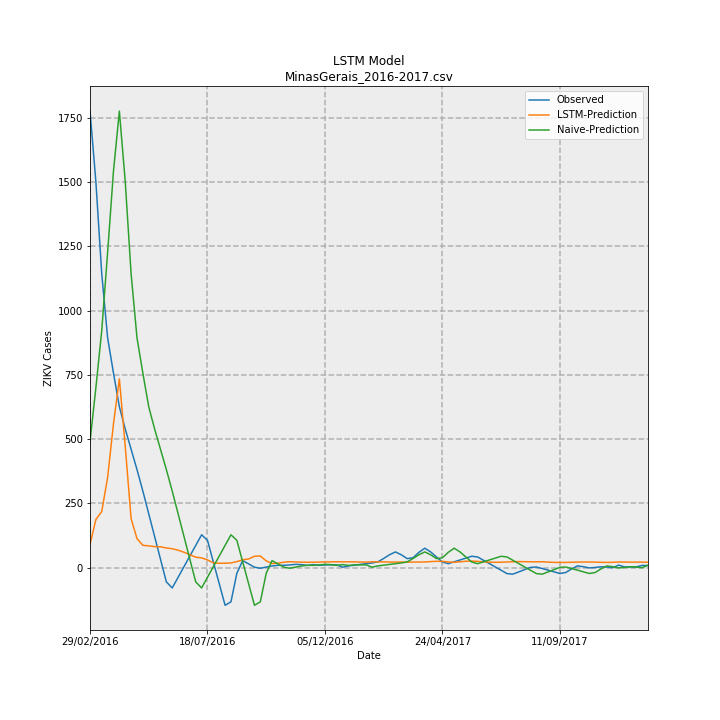 LSTM Model
MinasGerais_2016-2017.csv
Observed
LSTM-Prediction
Naive-Prediction
1750
1500
1250
1000
750
500
250
0
ZIKV Cases
29/02/2016
18/07/2016
05/12/2016
24/04/2017
11/09/2017
Date